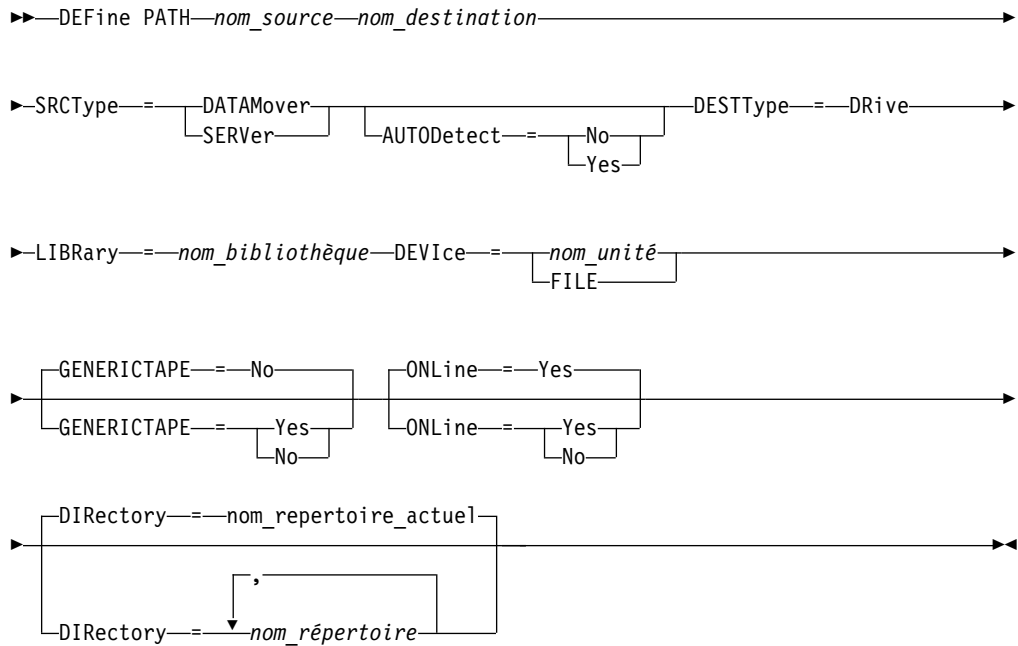 DEFine PATH nom_source nom_destination
SRCType = DATAMover AUTODetect = No DESTType = DRive
SERVer Yes
LIBRary = nom_bibliothèque DEVIce = nom_unité
FILE
GENERICTAPE = No ONLine = Yes
GENERICTAPE = Yes ONLine = Yes
No No
DIRectory = nom_repertoire_actuel
,
DIRectory = nom_répertoire